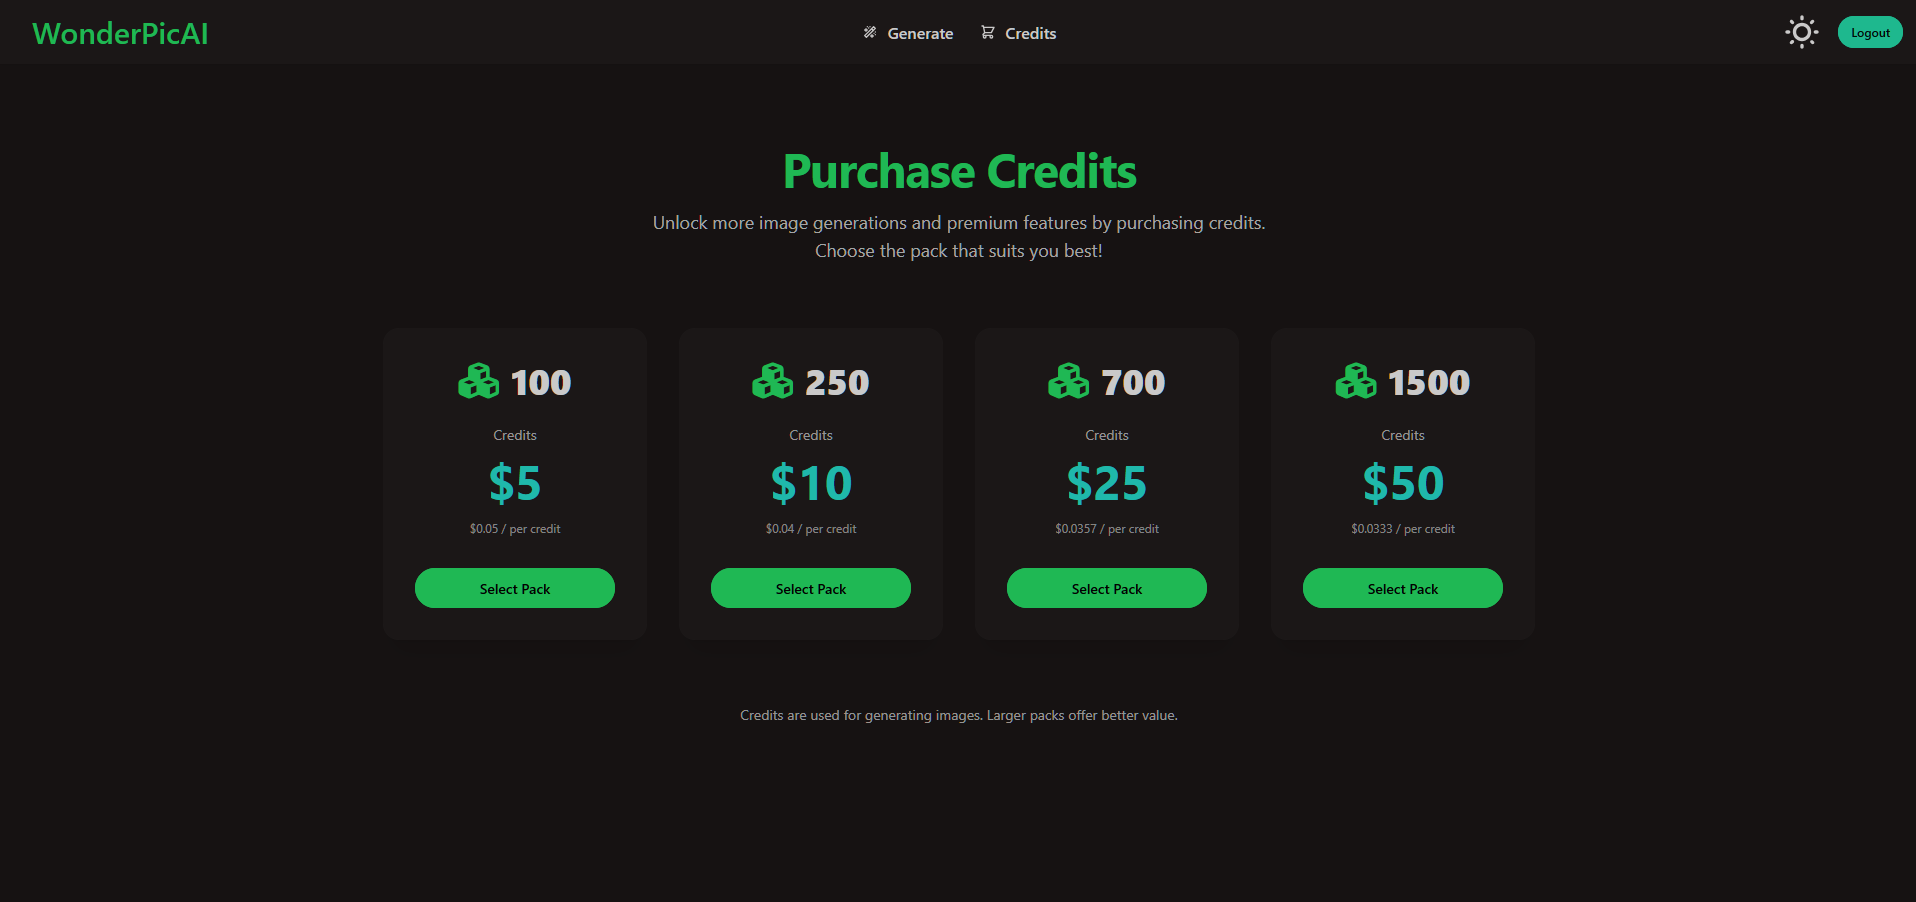 WonderPicAI
Generate
Credits
Logout
Purchase Credits
Unlock more image generations and premium features by purchasing credits.
Choose the pack that suits you best!
100
Credits
$5
$0.05 / per credit
Select Pack
250
Credits
$10
$0.04 / per credit
Select Pack
700
Credits
$25
$0.0357 / per credit
Select Pack
1500
Credits
$50
$0.0333 / per credit
Select Pack
Credits are used for generating images. Larger packs offer better value.